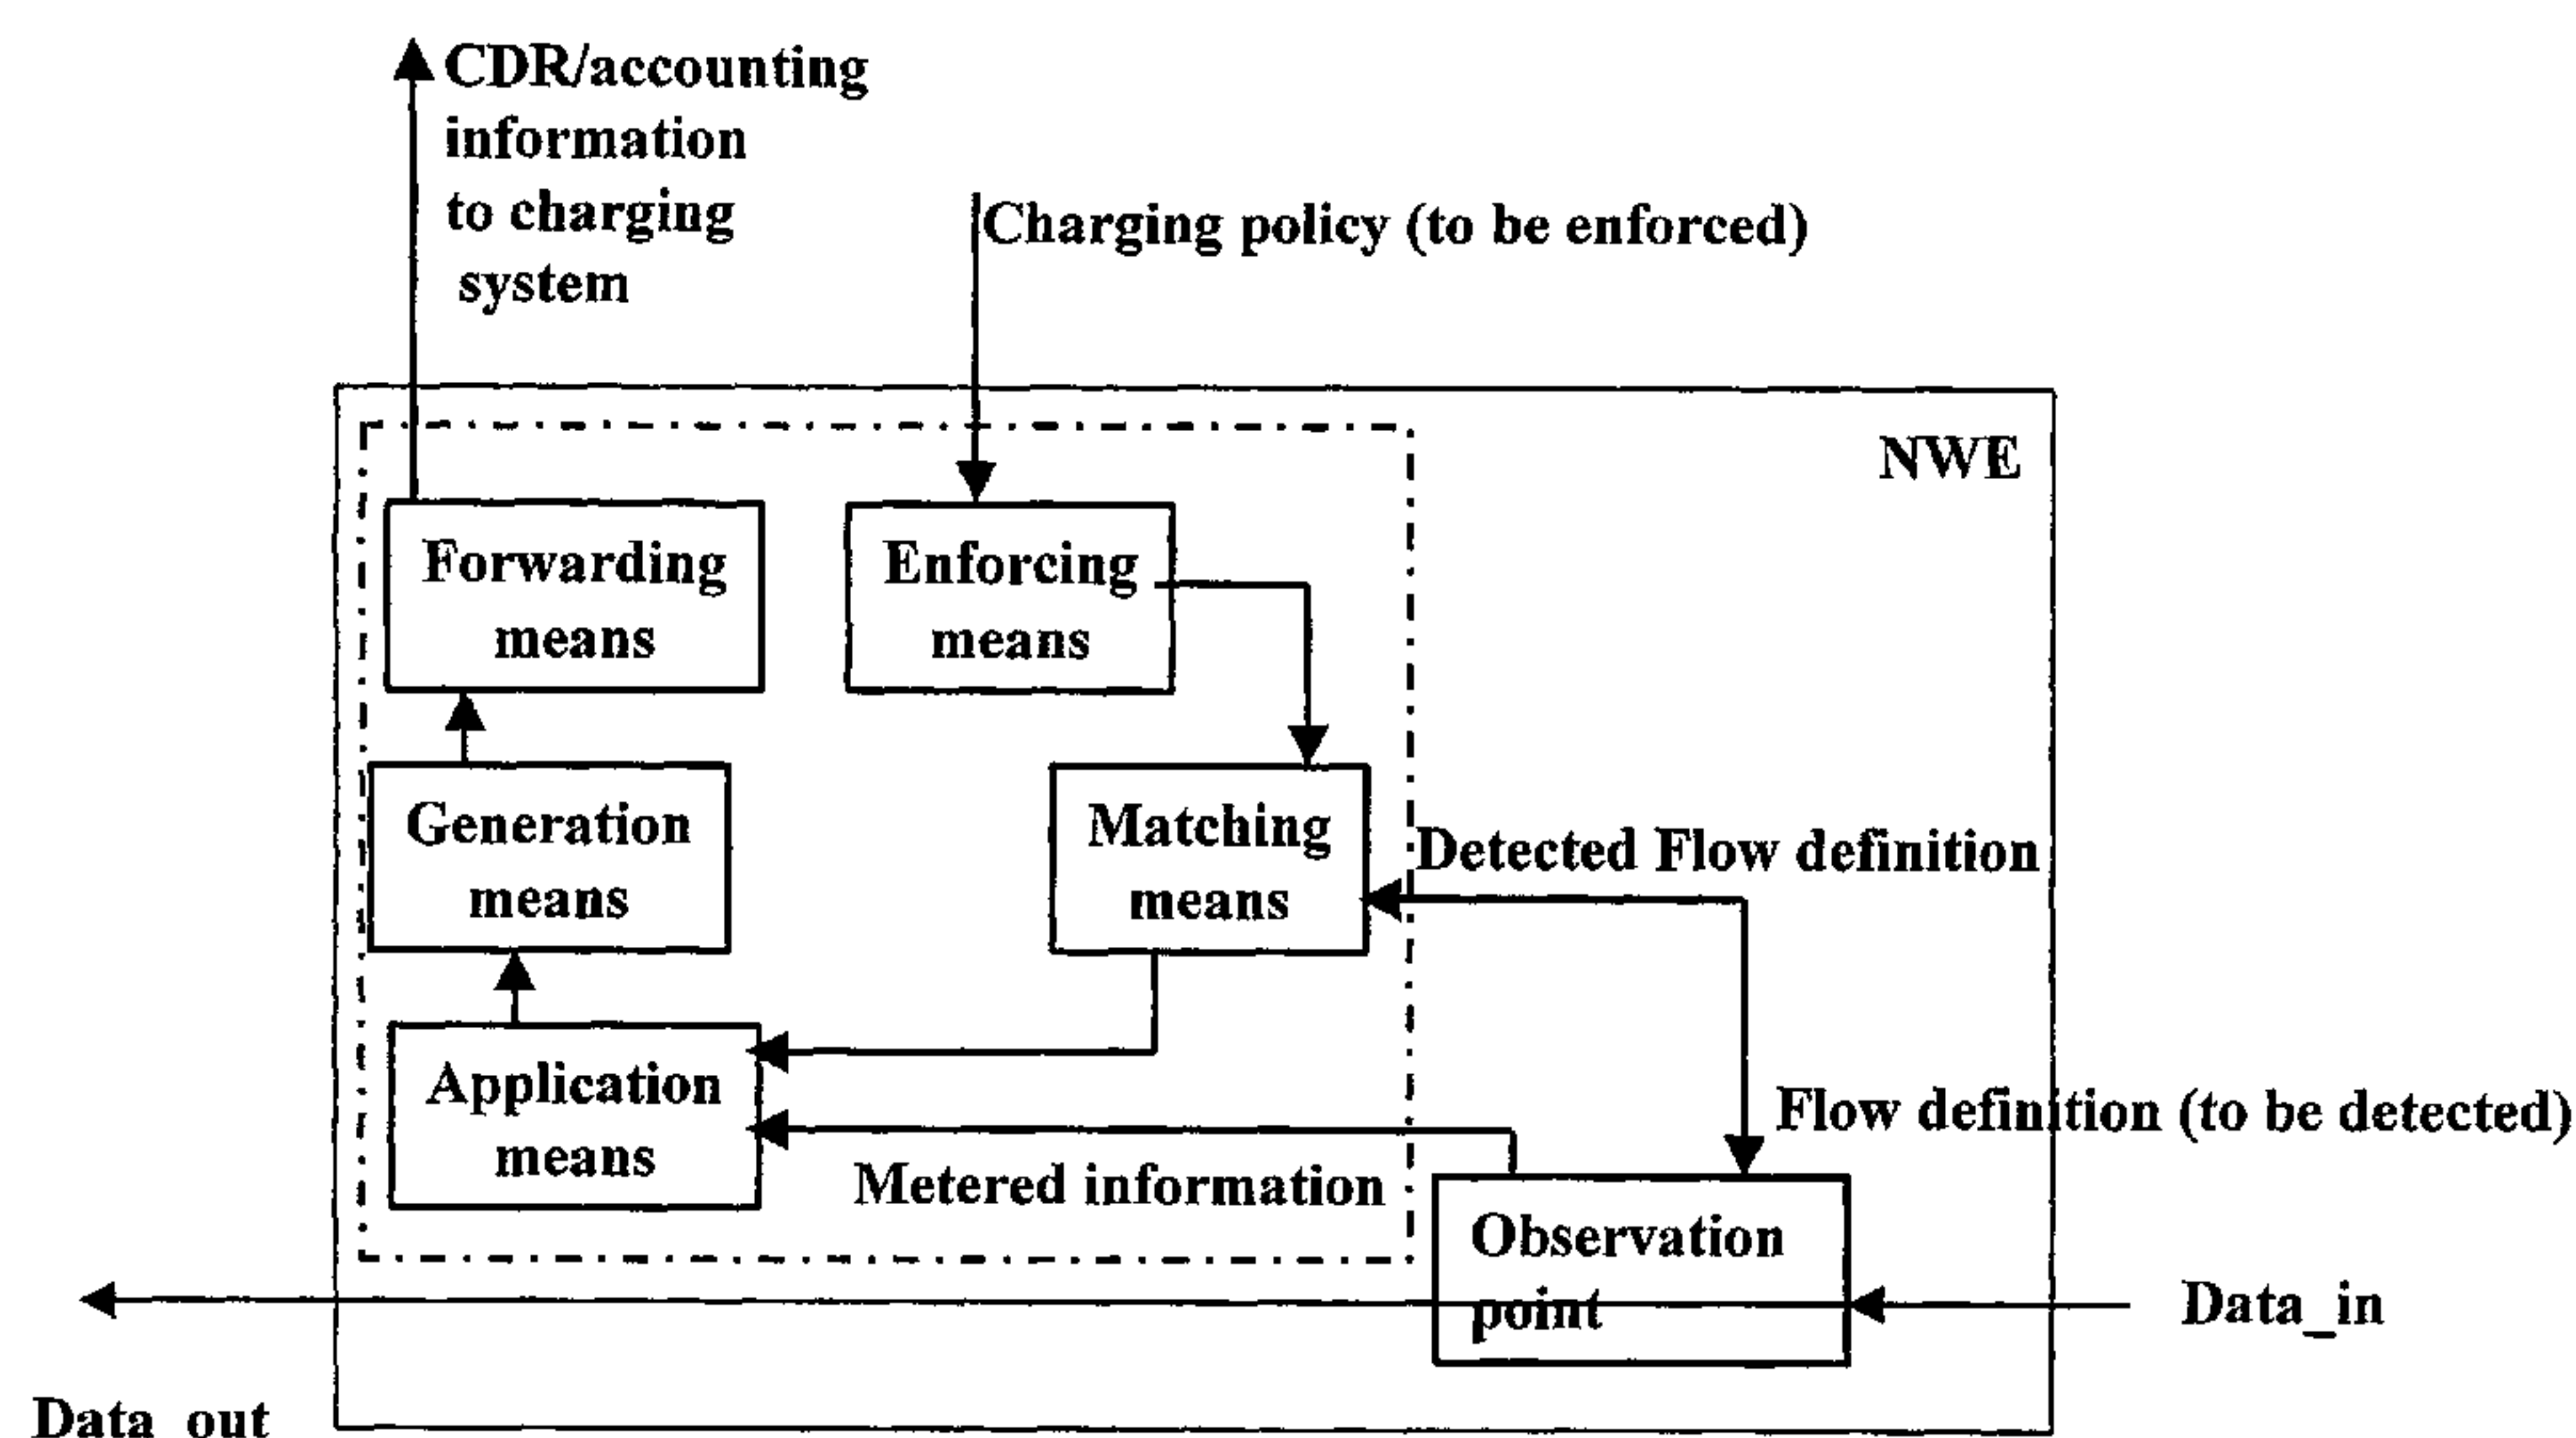 CDR/accounting
information
to charging
system
Charging policy (to be enforced)
NWE
Forwarding
means
Enforcing
means
Generation
means
Matching
means
Detected Flow definition
Application
means
Flow definition (to be detected)
Metered information
Observation
point
Data_in
Data_out